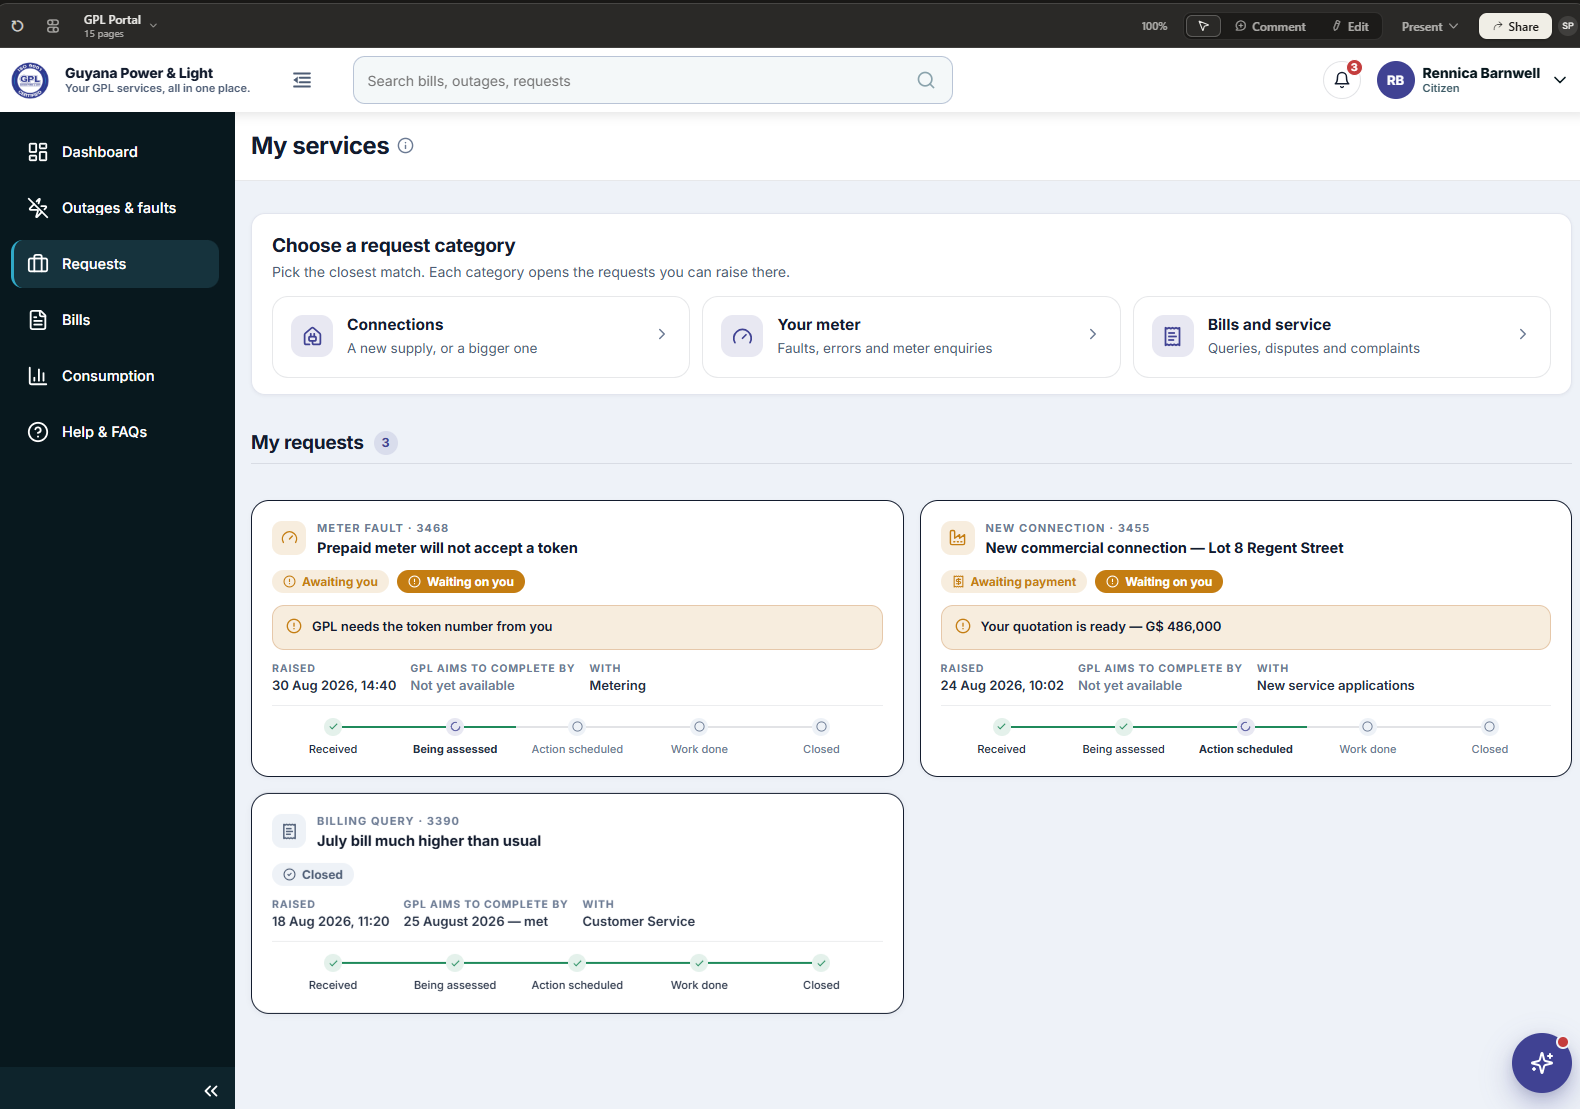 GPL Portal
15 pages
100%
Comment
Edit
Present
Share
SP
GPL
Guyana Power & Light
Your GPL services, all in one place.
Search bills, outages, requests
3
RB
Rennica Barnwell
Citizen
Dashboard
Outages & faults
Requests
Bills
Consumption
Help & FAQs
My services
Choose a request category
Pick the closest match. Each category opens the requests you can raise there.
Connections
A new supply, or a bigger one
Your meter
Faults, errors and meter enquiries
Bills and service
Queries, disputes and complaints
My requests 3
METER FAULT · 3468
Prepaid meter will not accept a token
Awaiting you Waiting on you
GPL needs the token number from you
RAISED GPL AIMS TO COMPLETE BY WITH
30 Aug 2026, 14:40 Not yet available Metering
Received Being assessed Action scheduled Work done Closed
NEW CONNECTION · 3455
New commercial connection — Lot 8 Regent Street
Awaiting payment Waiting on you
Your quotation is ready — G$ 486,000
RAISED GPL AIMS TO COMPLETE BY WITH
24 Aug 2026, 10:02 Not yet available New service applications
Received Being assessed Action scheduled Work done Closed
BILLING QUERY · 3390
July bill much higher than usual
Closed
RAISED GPL AIMS TO COMPLETE BY WITH
18 Aug 2026, 11:20 25 August 2026 — met Customer Service
Received Being assessed Action scheduled Work done Closed